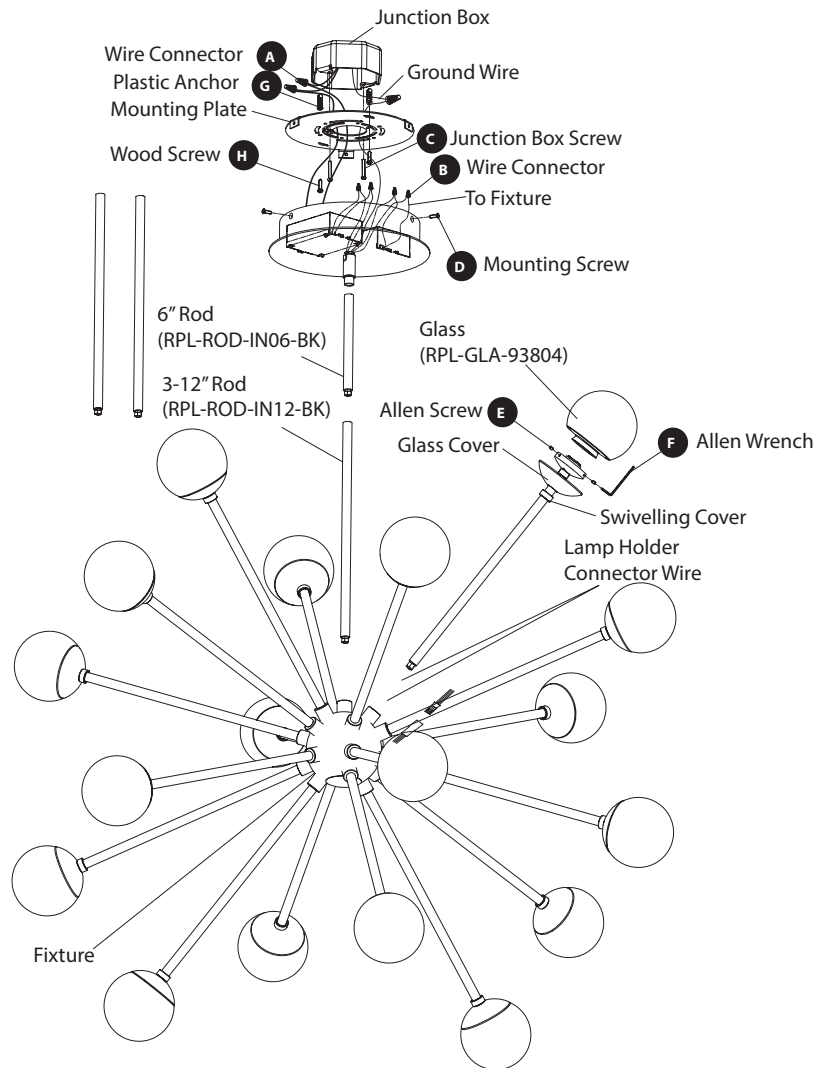 Junction Box
Wire Connector A
Plastic Anchor G
Ground Wire
Mounting Plate
C Junction Box Screw
Wood Screw H
B Wire Connector
To Fixture
D Mounting Screw
6” Rod
(RPL-ROD-IN06-BK)
Glass
(RPL-GLA-93804)
3-12” Rod
(RPL-ROD-IN12-BK)
Allen Screw E
Glass Cover
F Allen Wrench
Swivelling Cover
Lamp Holder
Connector Wire
Fixture